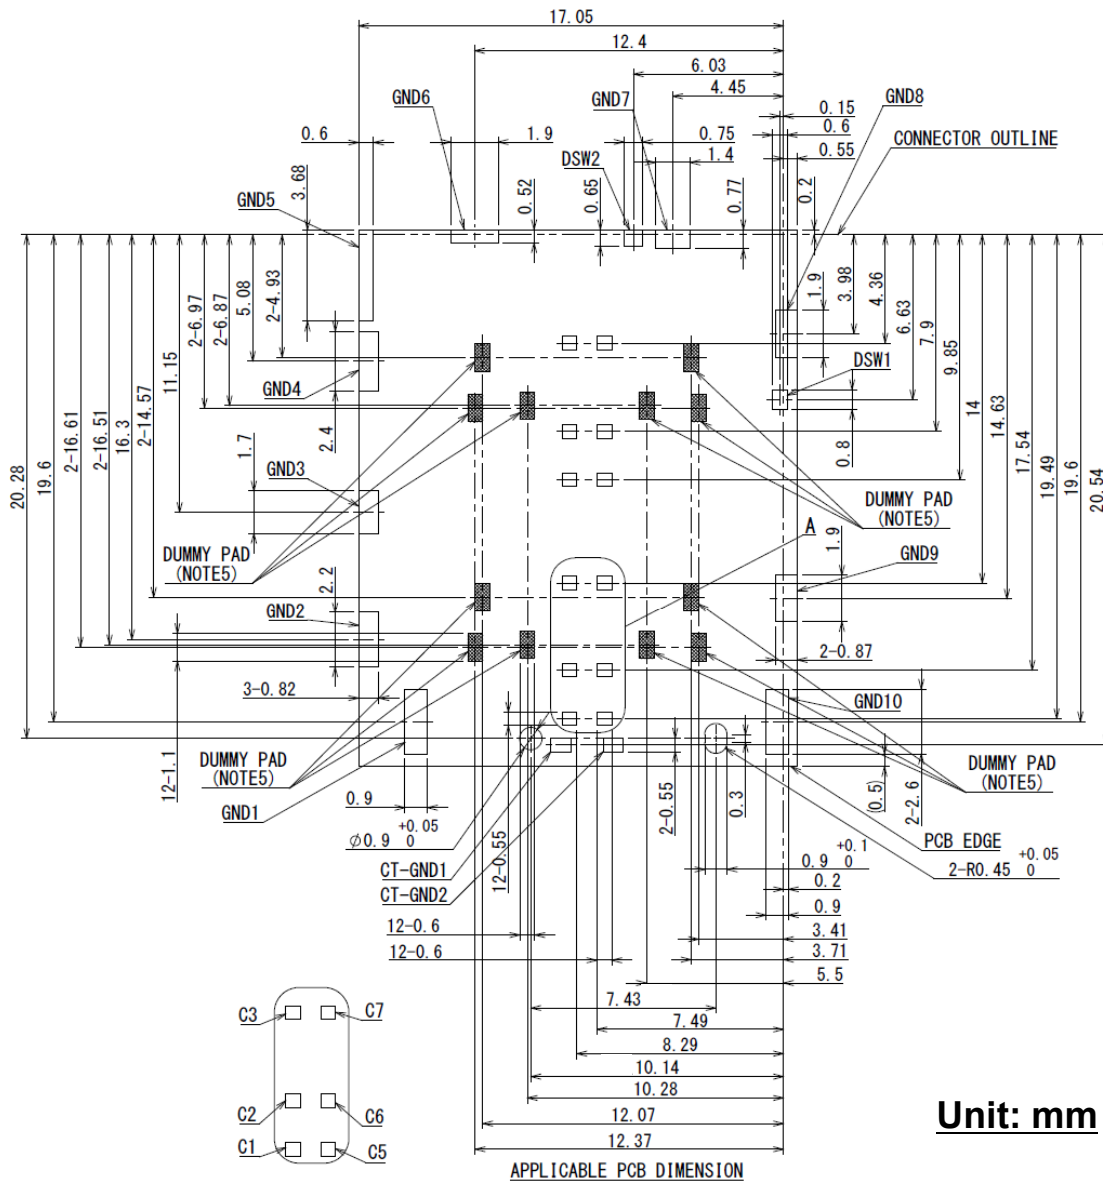 17.05
12.4
6.03
4.45
GND6
GND7
GND8
0.15
0.6
1.9
0.75
0.6
DSW2
1.4
0.55
CONNECTOR OUTLINE
3.68
0.52
0.65
0.77
0.2
GND5
20.28
19.6
2-16.61
2-16.51
16.3
2-14.57
11.15
2-6.97
2-6.87
5.08
2-4.93
1.9
3.98
4.36
6.63
7.9
9.85
14
14.63
17.54
19.49
19.6
20.54
GND4
DSW1
2.4
0.8
1.7
GND3
DUMMY PAD
(NOTE5)
DUMMY PAD
(NOTE5)
A
1.9
GND9
2.2
GND2
2-0.87
3-0.82
GND10
12-1.1
DUMMY PAD
(NOTE5)
DUMMY PAD
(NOTE5)
0.9
GND1
2-0.55
0.3
(0.5)
2-2.6
φ0.9 +0.05 0
12-0.55
PCB EDGE
CT-GND1
0.9 +0.1 0
2-R0.45 +0.05 0
CT-GND2
0.2
0.9
12-0.6
3.41
12-0.6
3.71
5.5
7.43
7.49
8.29
10.14
10.28
12.07
12.37
C3
C7
C2
C6
C1
C5
Unit: mm
APPLICABLE PCB DIMENSION